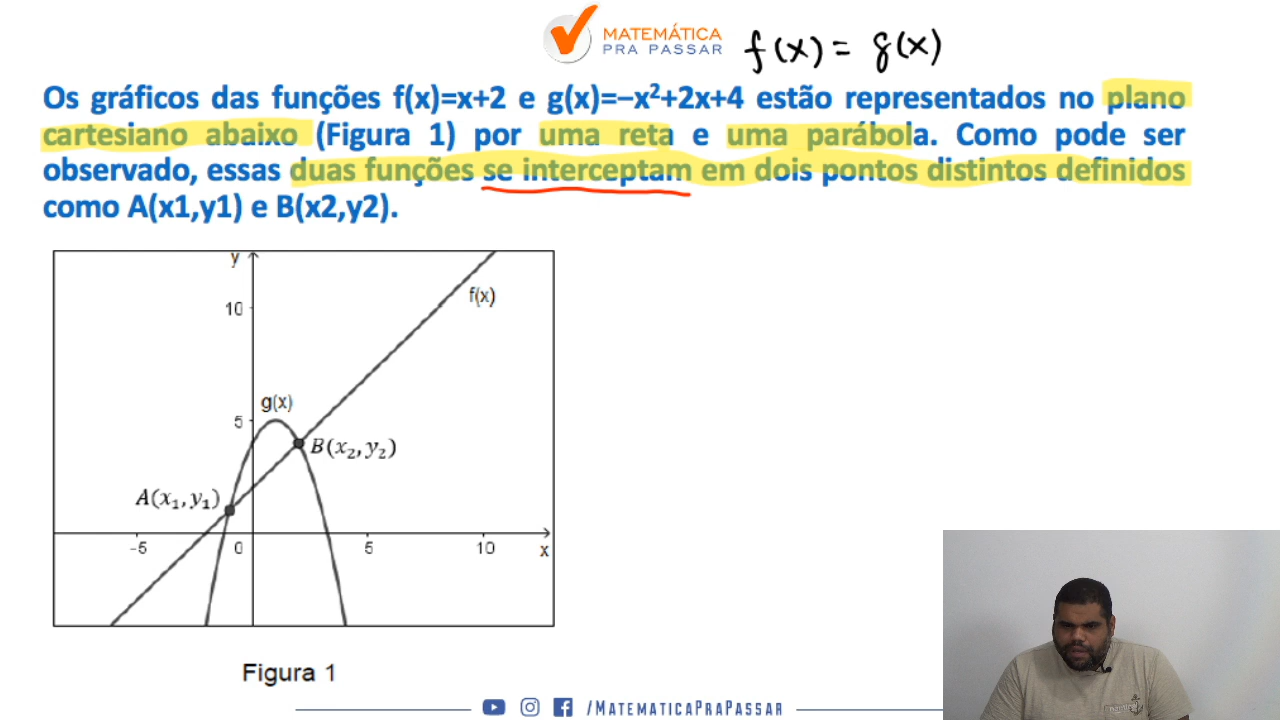 MATEMÁTICA
PRA PASSAR
f(x) = g(x)
Os gráficos das funções f(x)=x+2 e g(x)=–x²+2x+4 estão representados no plano
cartesiano abaixo (Figura 1) por uma reta e uma parábola. Como pode ser
observado, essas duas funções se interceptam em dois pontos distintos definidos
como A(x1,y1) e B(x2,y2).
y
f(x)
10
g(x)
5
B(x₂, y₂)
A(x₁, y₁)
-5
0
5
10
x
Figura 1
/MATEMATICAPRAPASSAR